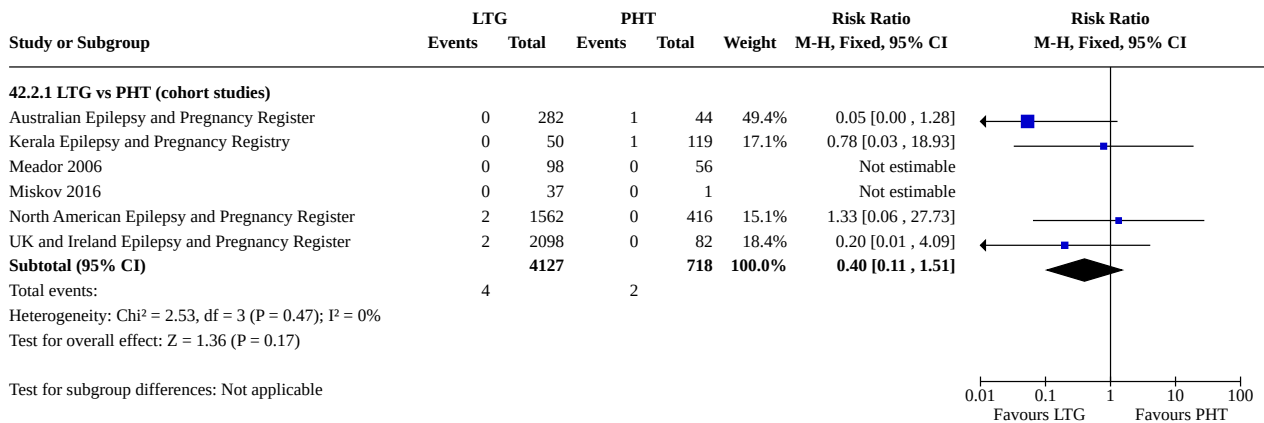 LTG PHT Risk Ratio Risk Ratio
Study or Subgroup Events Total Events Total Weight M-H, Fixed, 95% CI M-H, Fixed, 95% CI
42.2.1 LTG vs PHT (cohort studies)
Australian Epilepsy and Pregnancy Register 0 282 1 44 49.4% 0.05 [0.00 , 1.28]
Kerala Epilepsy and Pregnancy Registry 0 50 1 119 17.1% 0.78 [0.03 , 18.93]
Meador 2006 0 98 0 56 Not estimable
Miskov 2016 0 37 0 1 Not estimable
North American Epilepsy and Pregnancy Register 2 1562 0 416 15.1% 1.33 [0.06 , 27.73]
UK and Ireland Epilepsy and Pregnancy Register 2 2098 0 82 18.4% 0.20 [0.01 , 4.09]
Subtotal (95% CI) 4127 718 100.0% 0.40 [0.11 , 1.51]
Total events: 4 2
Heterogeneity: Chi² = 2.53, df = 3 (P = 0.47); I² = 0%
Test for overall effect: Z = 1.36 (P = 0.17)
Test for subgroup differences: Not applicable
0.01 0.1 1 10 100
Favours LTG Favours PHT